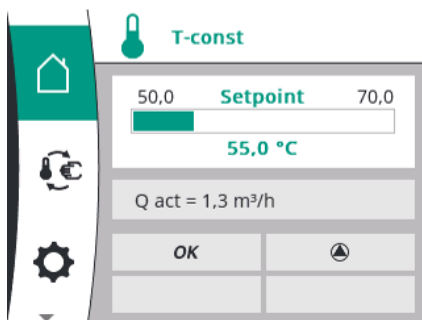 T-const
50,0 Setpoint 70,0
55,0 °C
Q act = 1,3 m³/h
OK